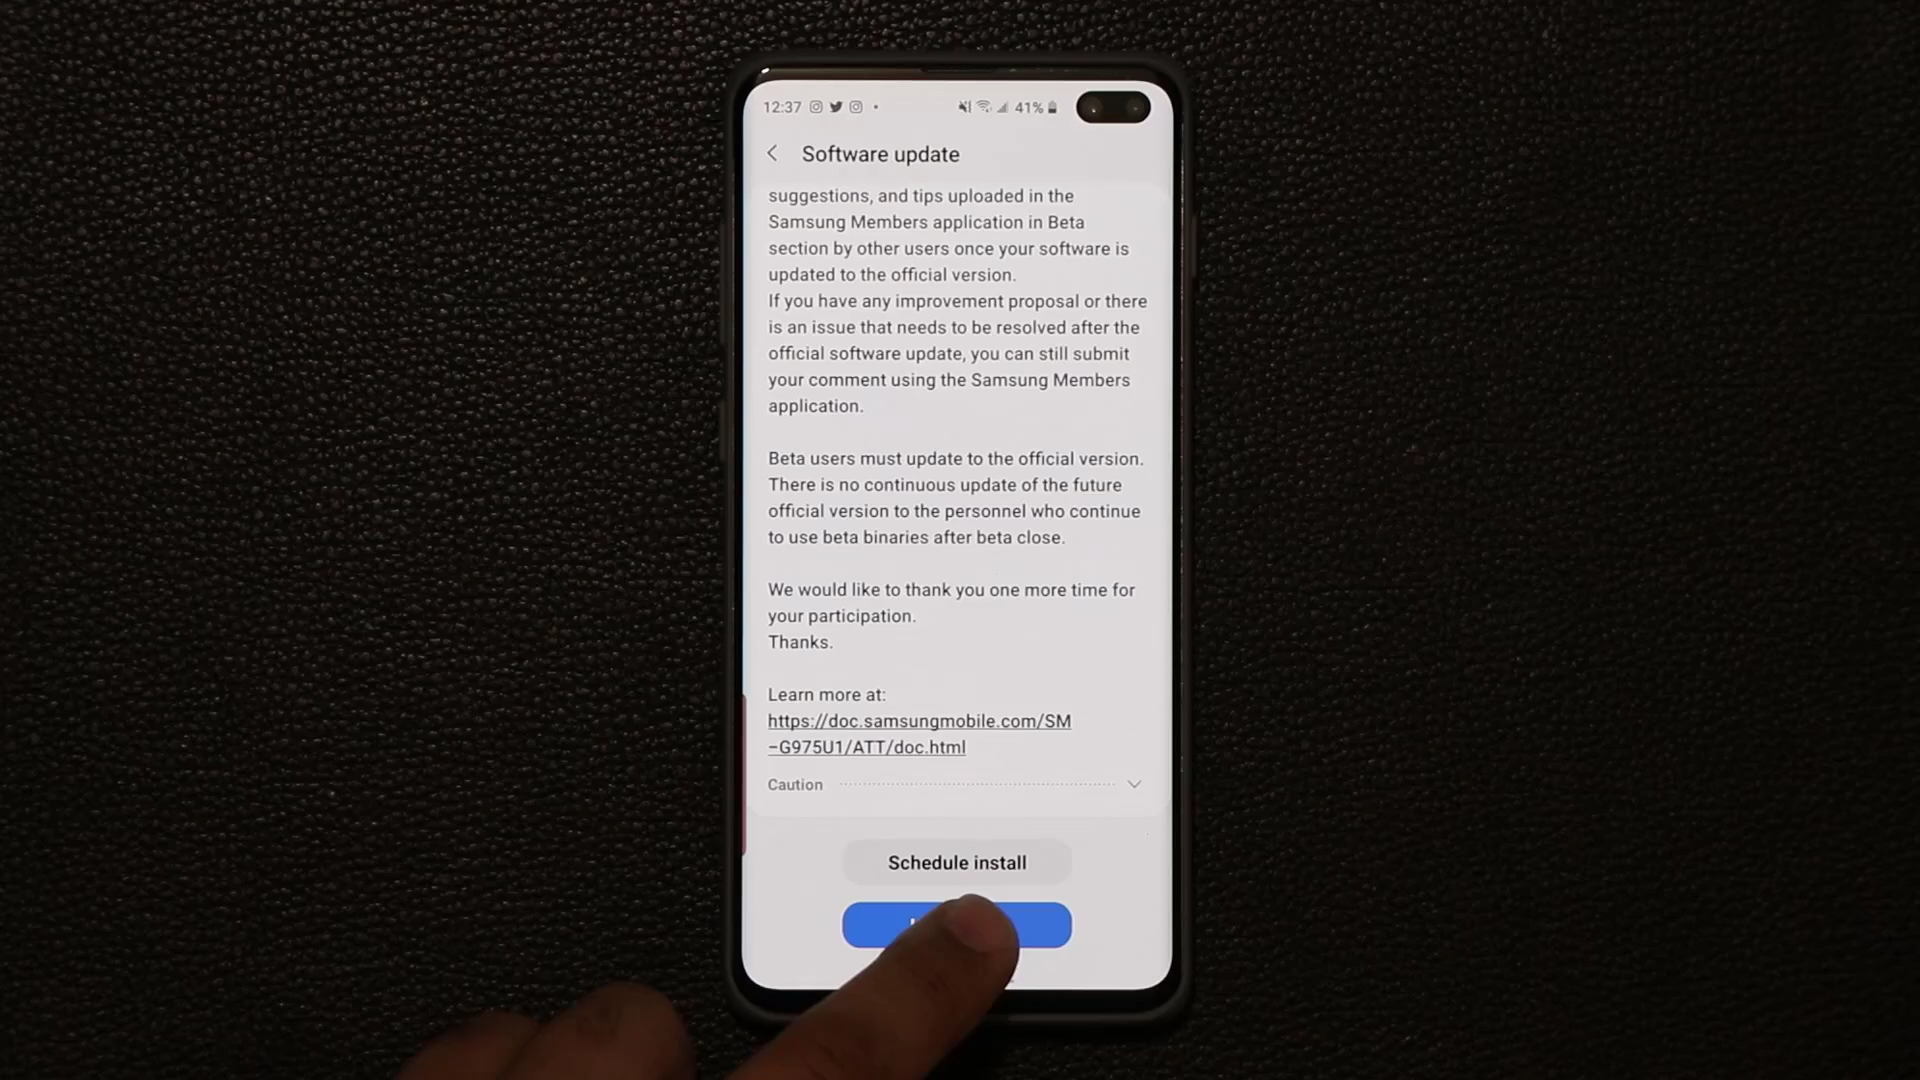 12:37 41%
Software update
suggestions, and tips uploaded in the
Samsung Members application in Beta
section by other users once your software is
updated to the official version.
If you have any improvement proposal or there
is an issue that needs to be resolved after the
official software update, you can still submit
your comment using the Samsung Members
application.
Beta users must update to the official version.
There is no continuous update of the future
official version to the personnel who continue
to use beta binaries after beta close.
We would like to thank you one more time for
your participation.
Thanks.
Learn more at:
https://doc.samsungmobile.com/SM
-G975U1/ATT/doc.html
Caution
Schedule install